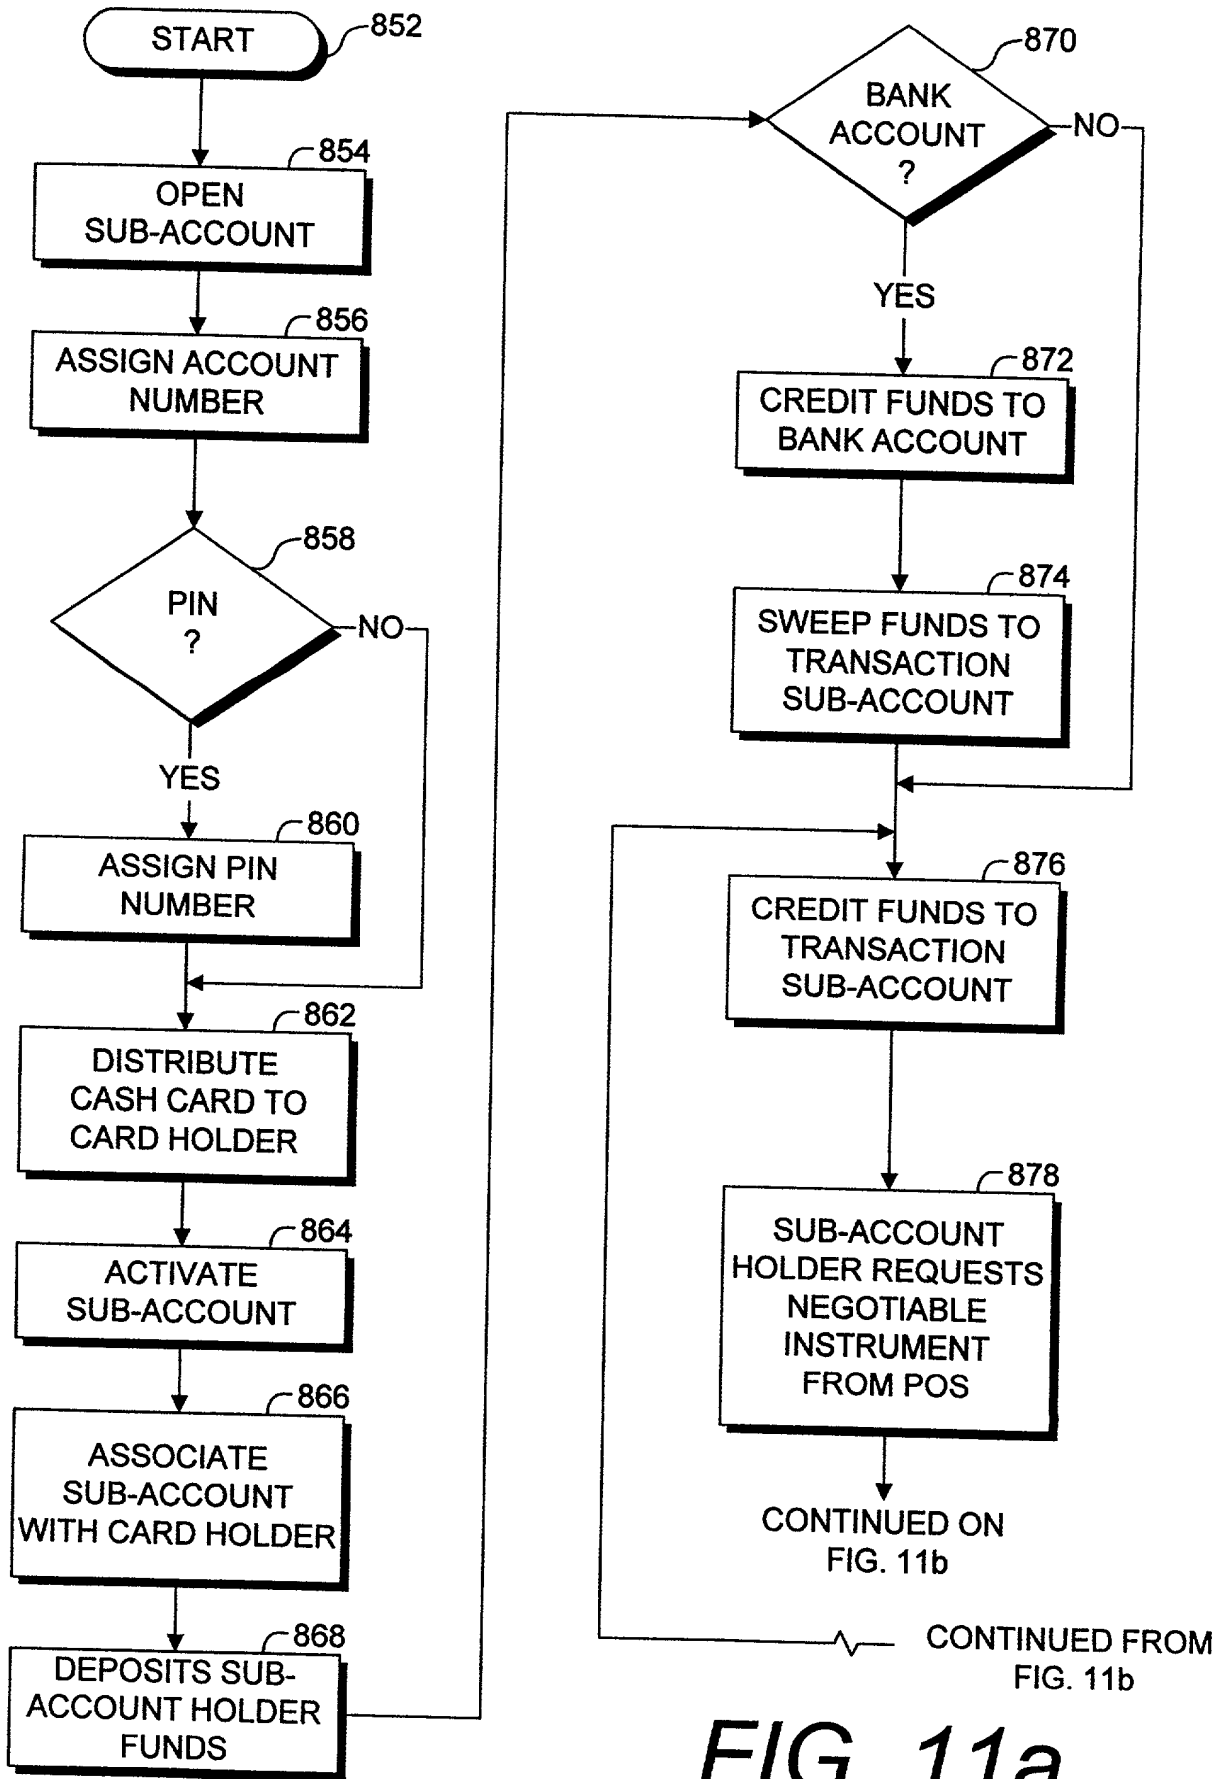 START
852
854
OPEN
SUB-ACCOUNT
856
ASSIGN ACCOUNT
NUMBER
858
PIN
?
NO
YES
860
ASSIGN PIN
NUMBER
862
DISTRIBUTE
CASH CARD TO
CARD HOLDER
864
ACTIVATE
SUB-ACCOUNT
866
ASSOCIATE
SUB-ACCOUNT
WITH CARD HOLDER
868
DEPOSITS SUB-
ACCOUNT HOLDER
FUNDS
870
BANK
ACCOUNT
?
NO
YES
872
CREDIT FUNDS TO
BANK ACCOUNT
874
SWEEP FUNDS TO
TRANSACTION
SUB-ACCOUNT
876
CREDIT FUNDS TO
TRANSACTION
SUB-ACCOUNT
878
SUB-ACCOUNT
HOLDER REQUESTS
NEGOTIABLE
INSTRUMENT
FROM POS
CONTINUED ON
FIG. 11b
CONTINUED FROM
FIG. 11b
FIG. 11a